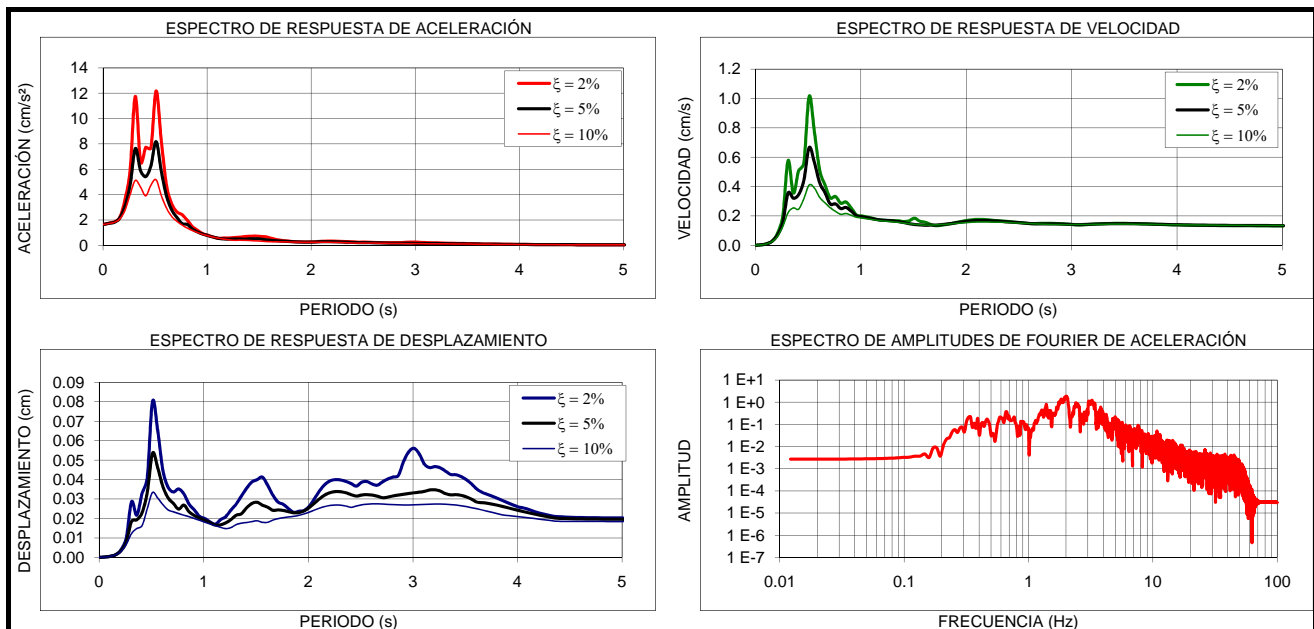 ESPECTRO DE RESPUESTA DE ACELERACIÓN
ACELERACIÓN (cm/s²)
14
12
10
8
6
4
2
0
ξ = 2%
ξ = 5%
ξ = 10%
0 1 2 3 4 5
PERIODO (s)
ESPECTRO DE RESPUESTA DE VELOCIDAD
VELOCIDAD (cm/s)
1.2
1.0
0.8
0.6
0.4
0.2
0.0
ξ = 2%
ξ = 5%
ξ = 10%
0 1 2 3 4 5
PERIODO (s)
ESPECTRO DE RESPUESTA DE DESPLAZAMIENTO
DESPLAZAMIENTO (cm)
0.09
0.08
0.07
0.06
0.05
0.04
0.03
0.02
0.01
0.00
ξ = 2%
ξ = 5%
ξ = 10%
0 1 2 3 4 5
PERIODO (s)
ESPECTRO DE AMPLITUDES DE FOURIER DE ACELERACIÓN
AMPLITUD
1 E+1
1 E+0
1 E-1
1 E-2
1 E-3
1 E-4
1 E-5
1 E-6
1 E-7
0.01 0.1 1 10 100
FRECUENCIA (Hz)